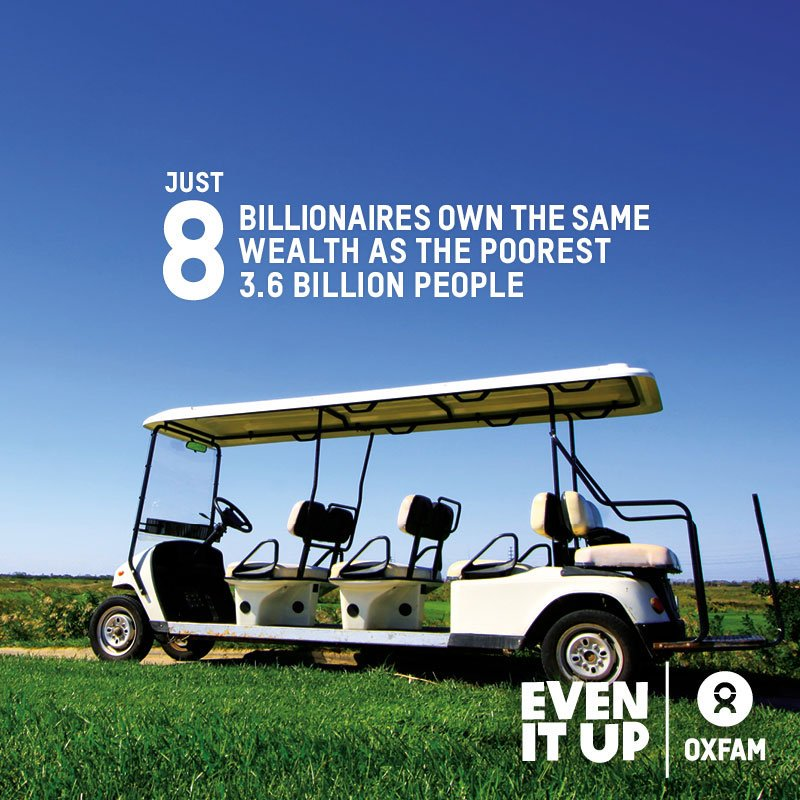 JUST
8 BILLIONAIRES OWN THE SAME
WEALTH AS THE POOREST
3.6 BILLION PEOPLE
EVEN
IT UP
OXFAM